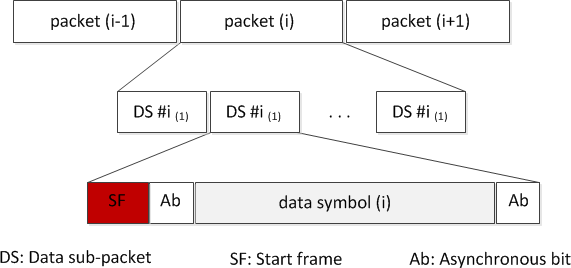 packet (i-1) packet (i) packet (i+1)
DS #i (1) DS #i (1) . . . DS #i (1)
SF Ab data symbol (i) Ab
DS: Data sub-packet SF: Start frame Ab: Asynchronous bit